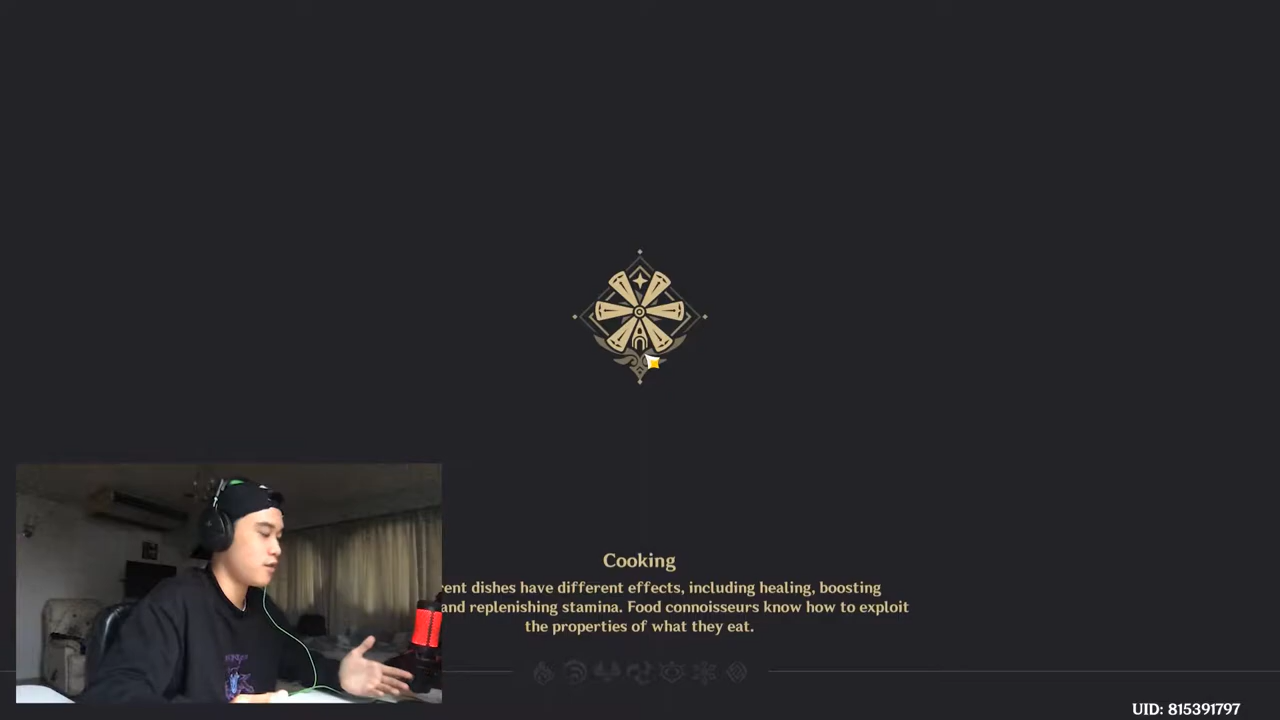 Cooking
dishes have different effects, including healing, boosting
and replenishing stamina. Food connoisseurs know how to exploit
the properties of what they eat.
UID: 815391797